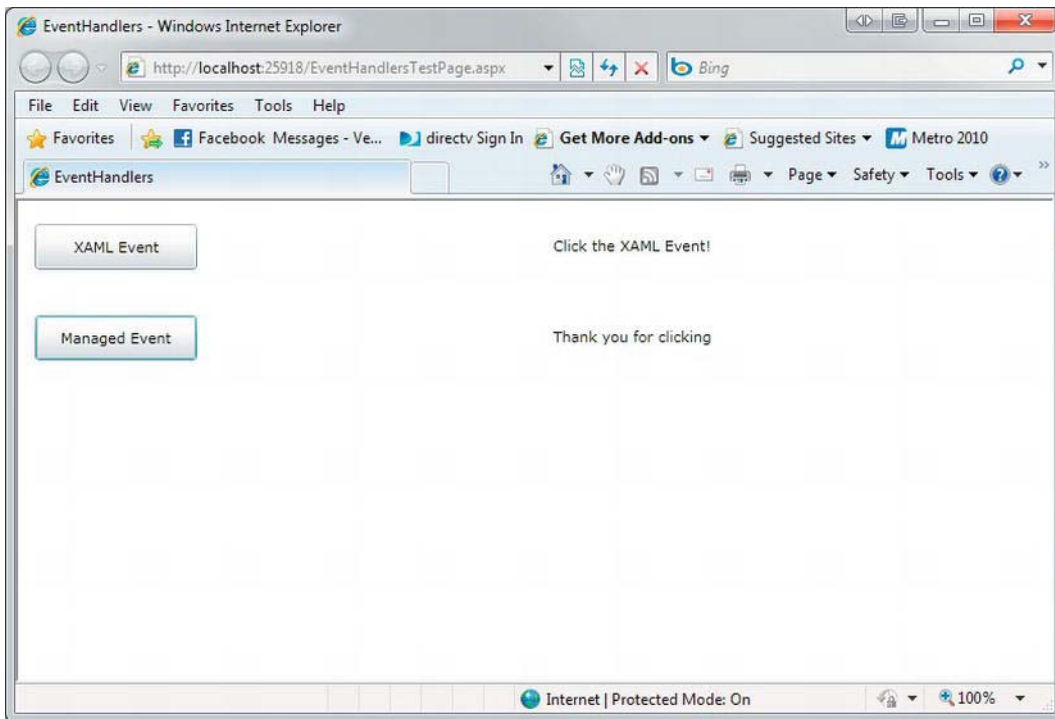 EventHandlers - Windows Internet Explorer
http://localhost:25918/EventHandlersTestPage.aspx
Bing
File Edit View Favorites Tools Help
Favorites Facebook Messages - Ve... directv Sign In Get More Add-ons Suggested Sites Metro 2010
EventHandlers Page Safety Tools
XAML Event Click the XAML Event!
Managed Event Thank you for clicking
Internet | Protected Mode: On 100%